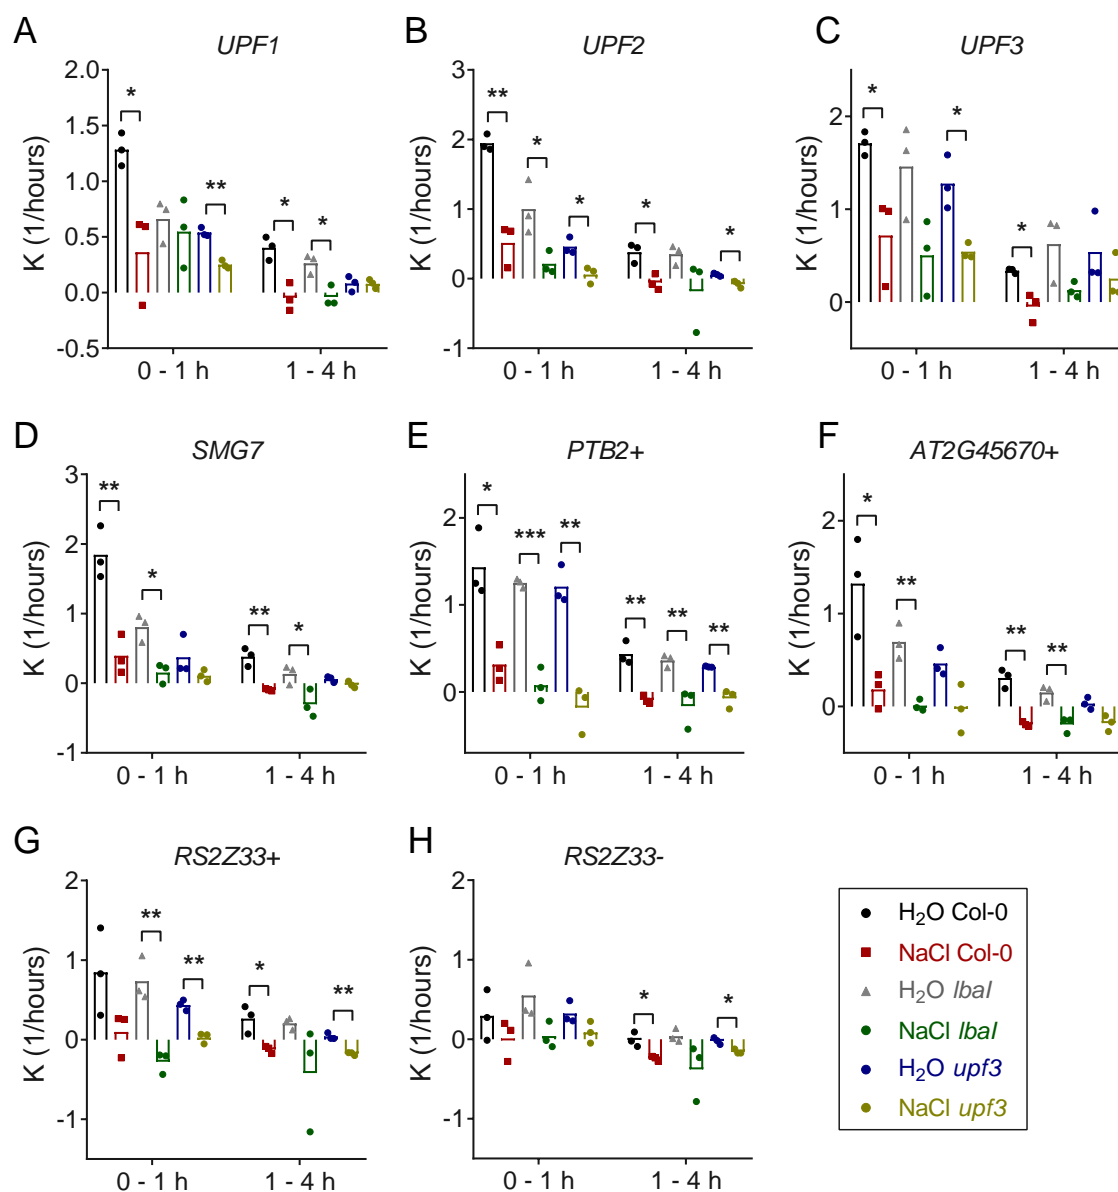 A
UPF1
K (1/hours)
2.0
1.5
1.0
0.5
0.0
-0.5
*
**
*
*
0 - 1 h
1 - 4 h
B
UPF2
K (1/hours)
3
2
1
0
-1
**
*
*
*
*
0 - 1 h
1 - 4 h
C
UPF3
K (1/hours)
2
1
0
*
*
*
0 - 1 h
1 - 4 h
D
SMG7
K (1/hours)
3
2
1
0
-1
**
*
**
*
0 - 1 h
1 - 4 h
E
PTB2+
K (1/hours)
2
1
0
*
***
**
**
**
**
0 - 1 h
1 - 4 h
F
AT2G45670+
K (1/hours)
2
1
0
*
**
**
**
0 - 1 h
1 - 4 h
G
RS2Z33+
K (1/hours)
2
1
0
-1
**
**
*
**
0 - 1 h
1 - 4 h
H
RS2Z33-
K (1/hours)
2
1
0
-1
*
*
0 - 1 h
1 - 4 h
H₂O Col-0
NaCl Col-0
H₂O lbal
NaCl lbal
H₂O upf3
NaCl upf3